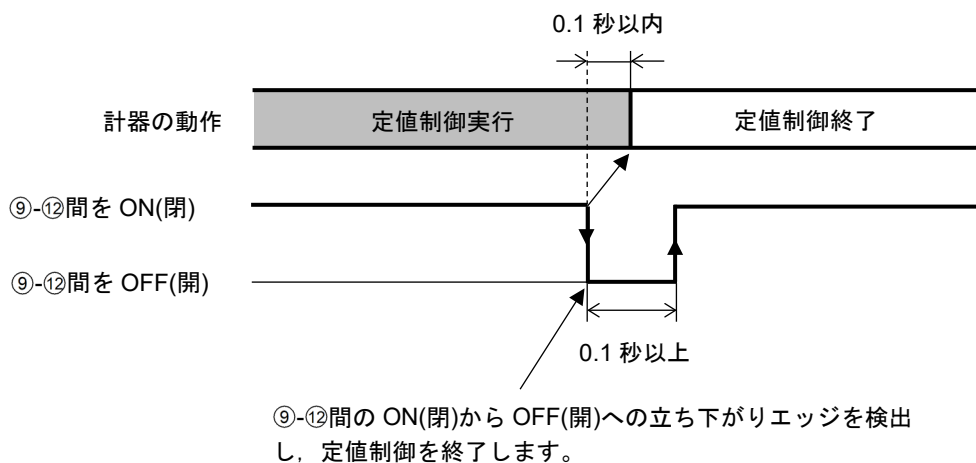 0.1 秒以内
計器の動作
定値制御実行
定値制御終了
⑨-⑫間を ON(閉)
⑨-⑫間を OFF(開)
0.1 秒以上
⑨-⑫間の ON(閉)から OFF(開)への立ち下がりエッジを検出
し，定値制御を終了します。